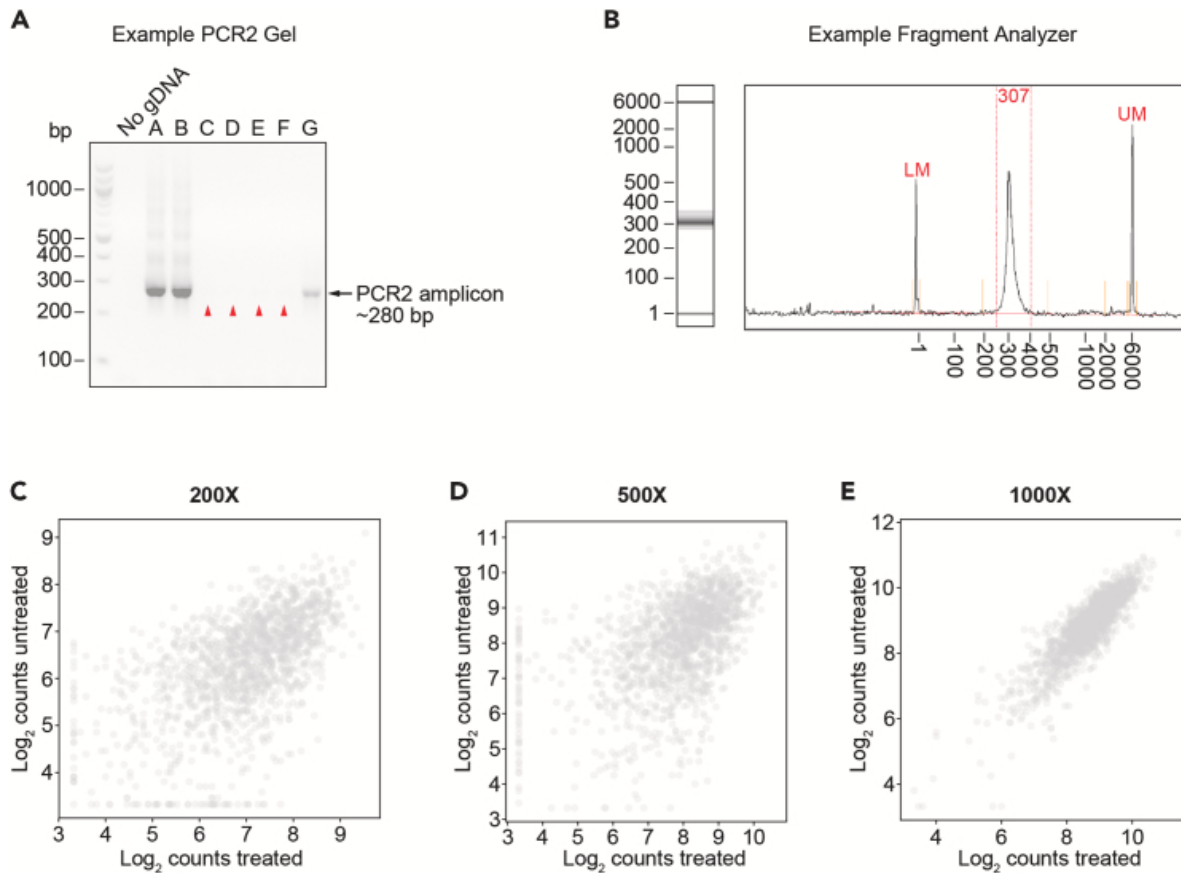 A
Example PCR2 Gel
No gDNA
bp
A B C D E F G
1000
500
400
300
200
100
PCR2 amplicon
~280 bp
B
Example Fragment Analyzer
6000
2000
1000
500
400
300
200
100
1
LM
307
UM
1
100
200
300
400
500
1000
2000
6000
C
200X
Log2 counts untreated
9
8
7
6
5
4
3 4 5 6 7 8 9
Log2 counts treated
D
500X
Log2 counts untreated
11
10
9
8
7
6
5
4
3
3 4 5 6 7 8 9 10
Log2 counts treated
E
1000X
Log2 counts untreated
12
10
8
6
4
4 6 8 10
Log2 counts treated